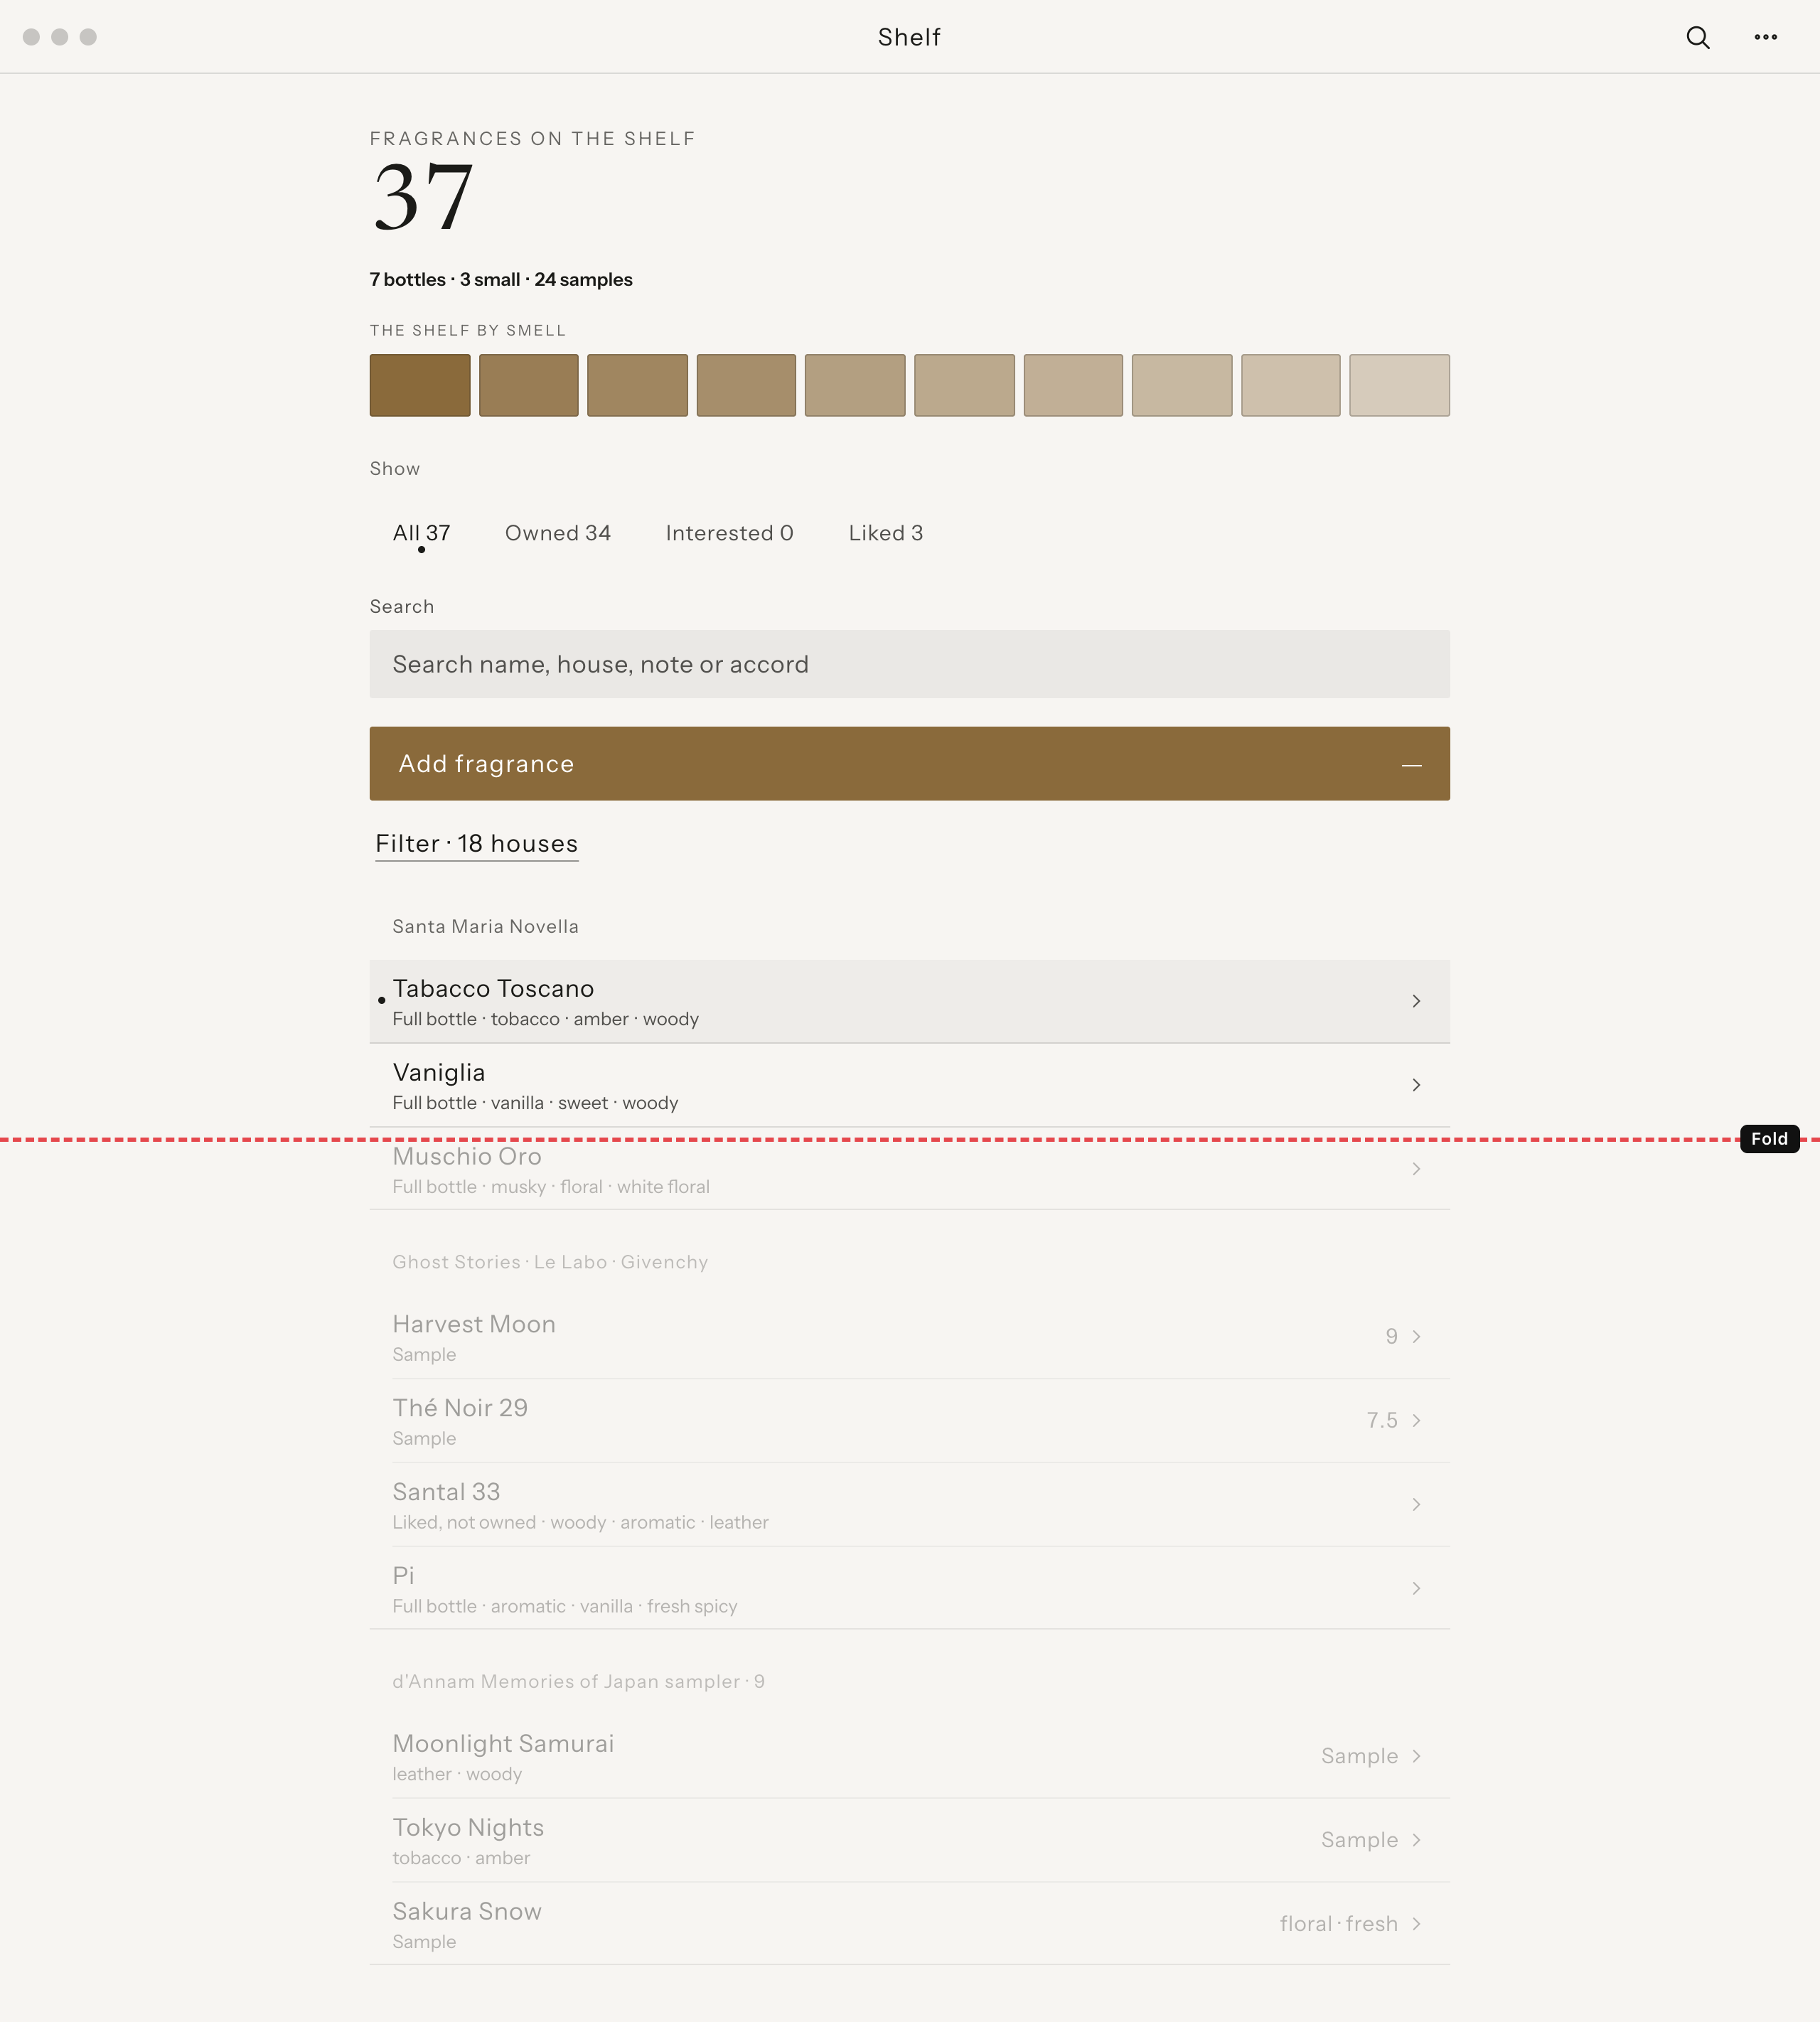 Shelf
FRAGRANCES ON THE SHELF
37
7 bottles · 3 small · 24 samples
THE SHELF BY SMELL
Show
All 37 Owned 34 Interested 0 Liked 3
Search
Search name, house, note or accord
Add fragrance —
Filter · 18 houses
Santa Maria Novella
Tabacco Toscano
Full bottle · tobacco · amber · woody
Vaniglia
Full bottle · vanilla · sweet · woody
Fold
Muschio Oro
Full bottle · musky · floral · white floral
Ghost Stories · Le Labo · Givenchy
Harvest Moon
9
Sample
Thé Noir 29
7.5
Sample
Santal 33
Liked, not owned · woody · aromatic · leather
Pi
Full bottle · aromatic · vanilla · fresh spicy
d'Annam Memories of Japan sampler · 9
Moonlight Samurai
Sample
leather · woody
Tokyo Nights
Sample
tobacco · amber
Sakura Snow
floral · fresh
Sample